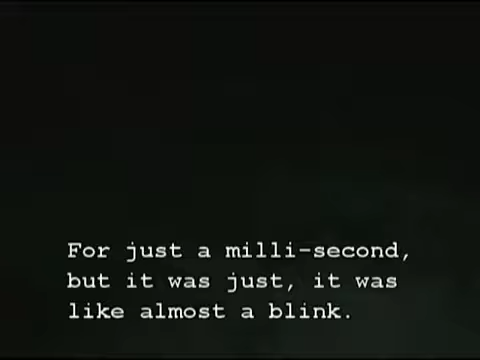 For just a milli-second,
but it was just, it was
like almost a blink.